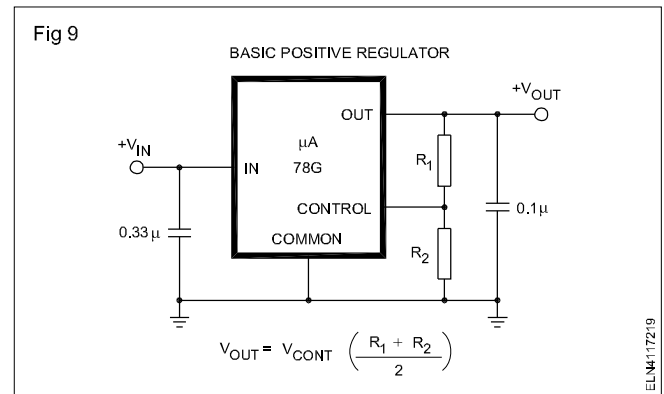 Fig 9
BASIC POSITIVE REGULATOR
+VOUT
OUT
+VIN
IN
μA
78G
R1
CONTROL
0.1μ
0.33μ
COMMON
R2
VOUT = VCONT (R1 + R2 / 2)
ELN4117219